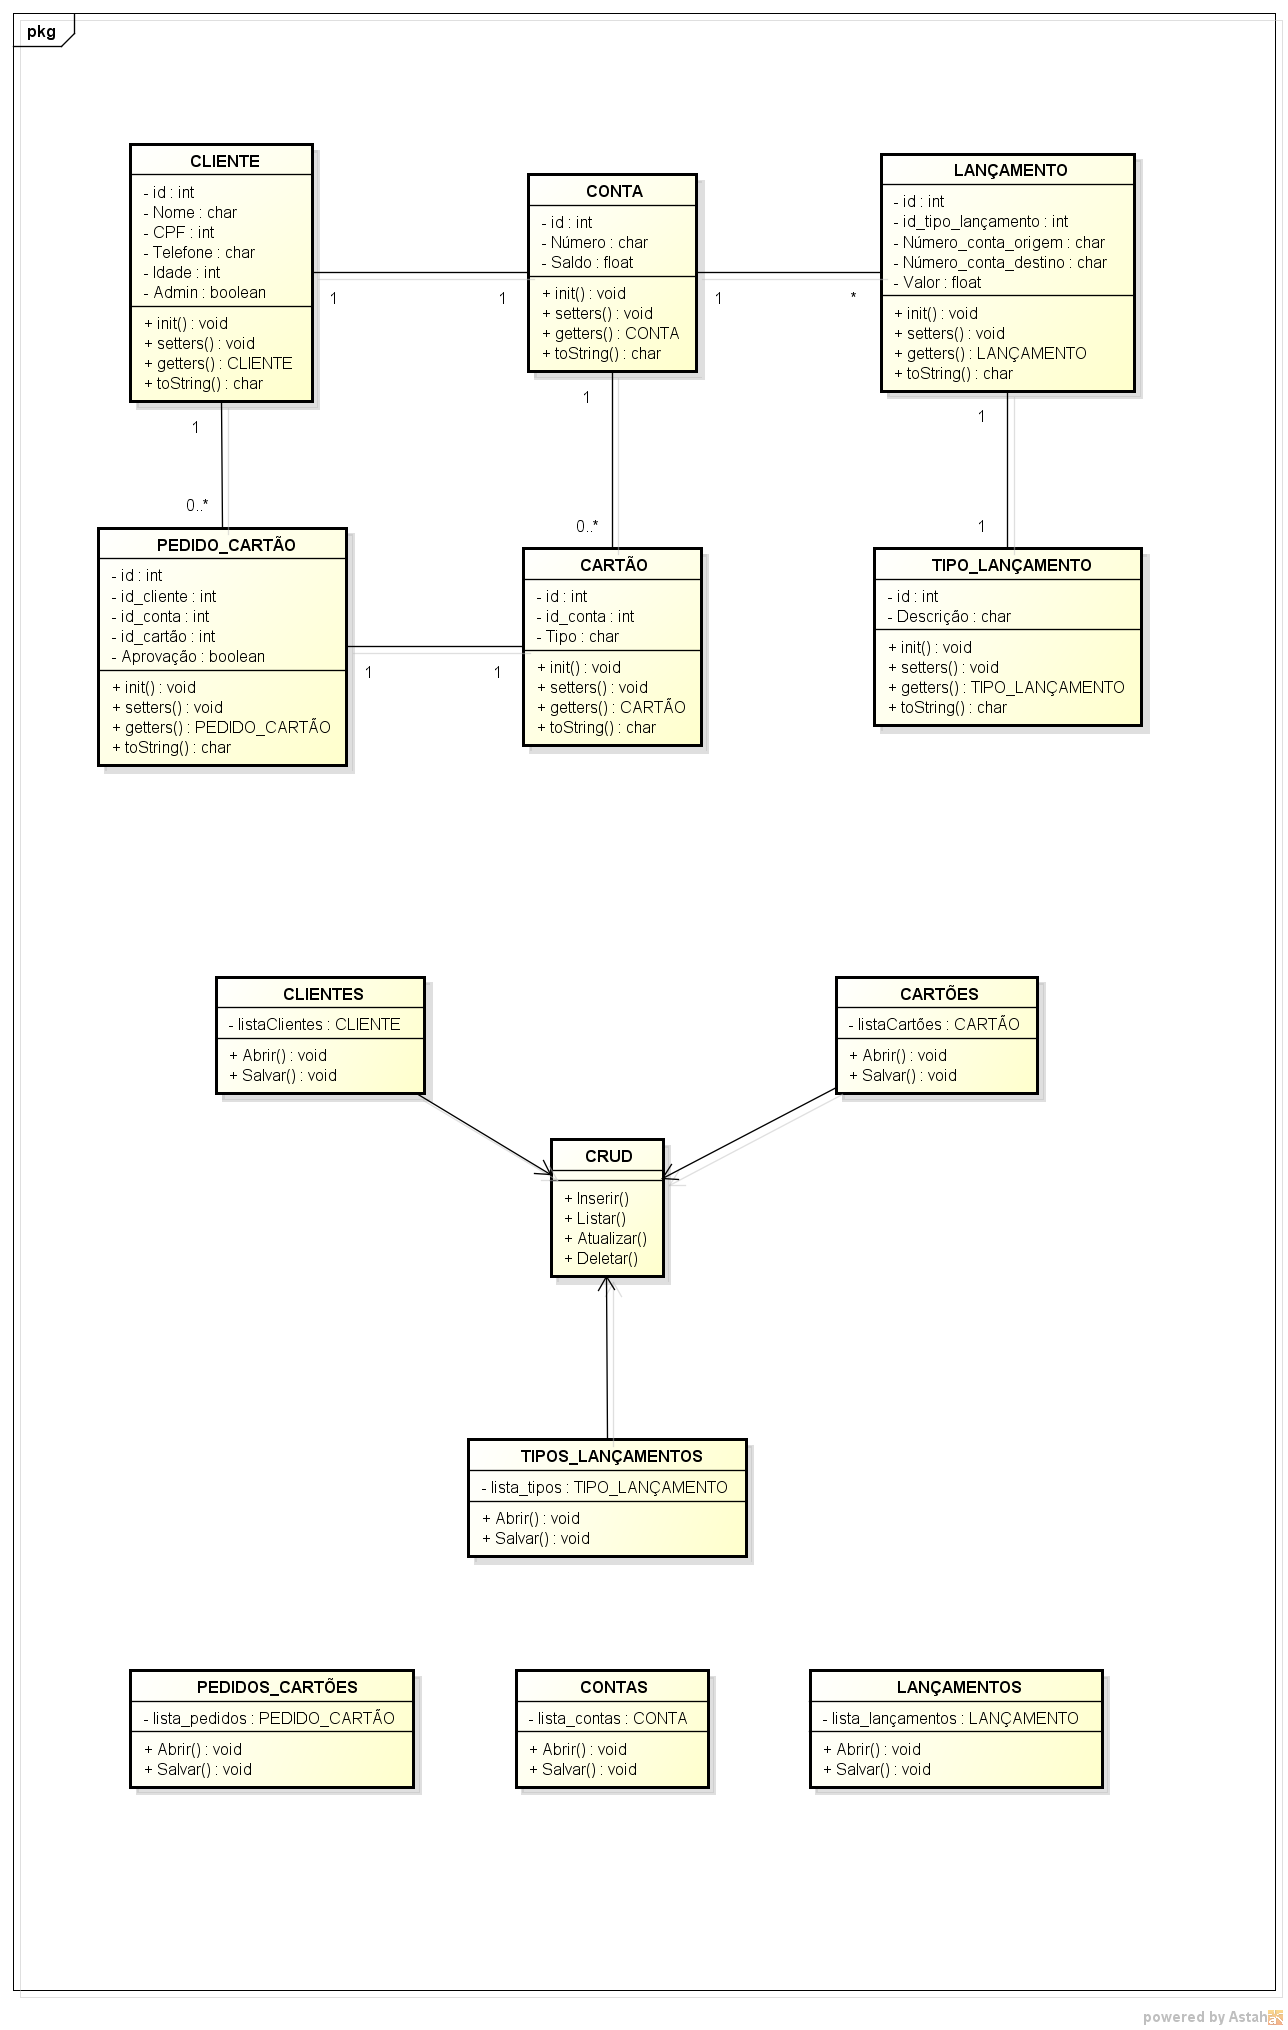 pkg
CLIENTE
- id : int
- Nome : char
- CPF : int
- Telefone : char
- Idade : int
- Admin : boolean
+ init() : void
+ setters() : void
+ getters() : CLIENTE
+ toString() : char
CONTA
- id : int
- Número : char
- Saldo : float
+ init() : void
+ setters() : void
+ getters() : CONTA
+ toString() : char
LANÇAMENTO
- id : int
- id_tipo_lançamento : int
- Número_conta_origem : char
- Número_conta_destino : char
- Valor : float
+ init() : void
+ setters() : void
+ getters() : LANÇAMENTO
+ toString() : char
1
1
1
*
1
0..*
1
0..*
1
1
PEDIDO_CARTÃO
- id : int
- id_cliente : int
- id_conta : int
- id_cartão : int
- Aprovação : boolean
+ init() : void
+ setters() : void
+ getters() : PEDIDO_CARTÃO
+ toString() : char
1
1
CARTÃO
- id : int
- id_conta : int
- Tipo : char
+ init() : void
+ setters() : void
+ getters() : CARTÃO
+ toString() : char
TIPO_LANÇAMENTO
- id : int
- Descrição : char
+ init() : void
+ setters() : void
+ getters() : TIPO_LANÇAMENTO
+ toString() : char
CLIENTES
- listaClientes : CLIENTE
+ Abrir() : void
+ Salvar() : void
CARTÕES
- listaCartões : CARTÃO
+ Abrir() : void
+ Salvar() : void
CRUD
+ Inserir()
+ Listar()
+ Atualizar()
+ Deletar()
TIPOS_LANÇAMENTOS
- lista_tipos : TIPO_LANÇAMENTO
+ Abrir() : void
+ Salvar() : void
PEDIDOS_CARTÕES
- lista_pedidos : PEDIDO_CARTÃO
+ Abrir() : void
+ Salvar() : void
CONTAS
- lista_contas : CONTA
+ Abrir() : void
+ Salvar() : void
LANÇAMENTOS
- lista_lançamentos : LANÇAMENTO
+ Abrir() : void
+ Salvar() : void
powered by Astah